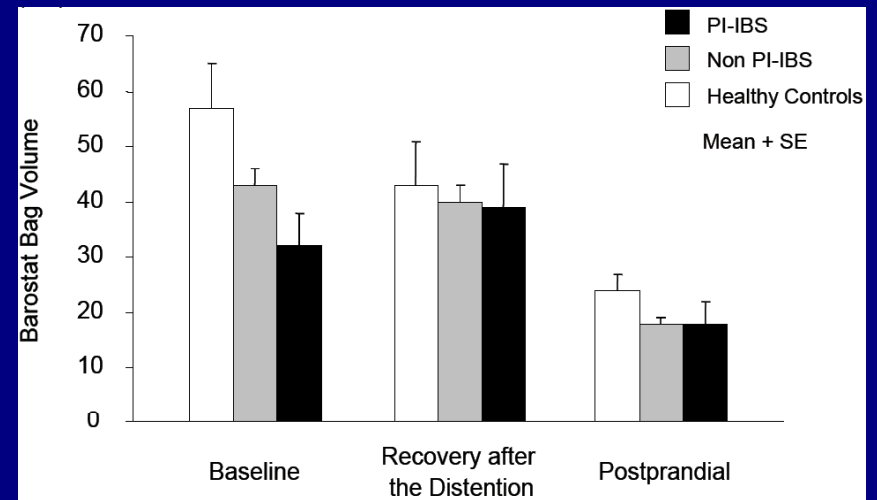 70
60
50
40
30
20
10
0
Barostat Bag Volume
PI-IBS
Non PI-IBS
Healthy Controls
Mean + SE
Baseline
Recovery after
the Distention
Postprandial